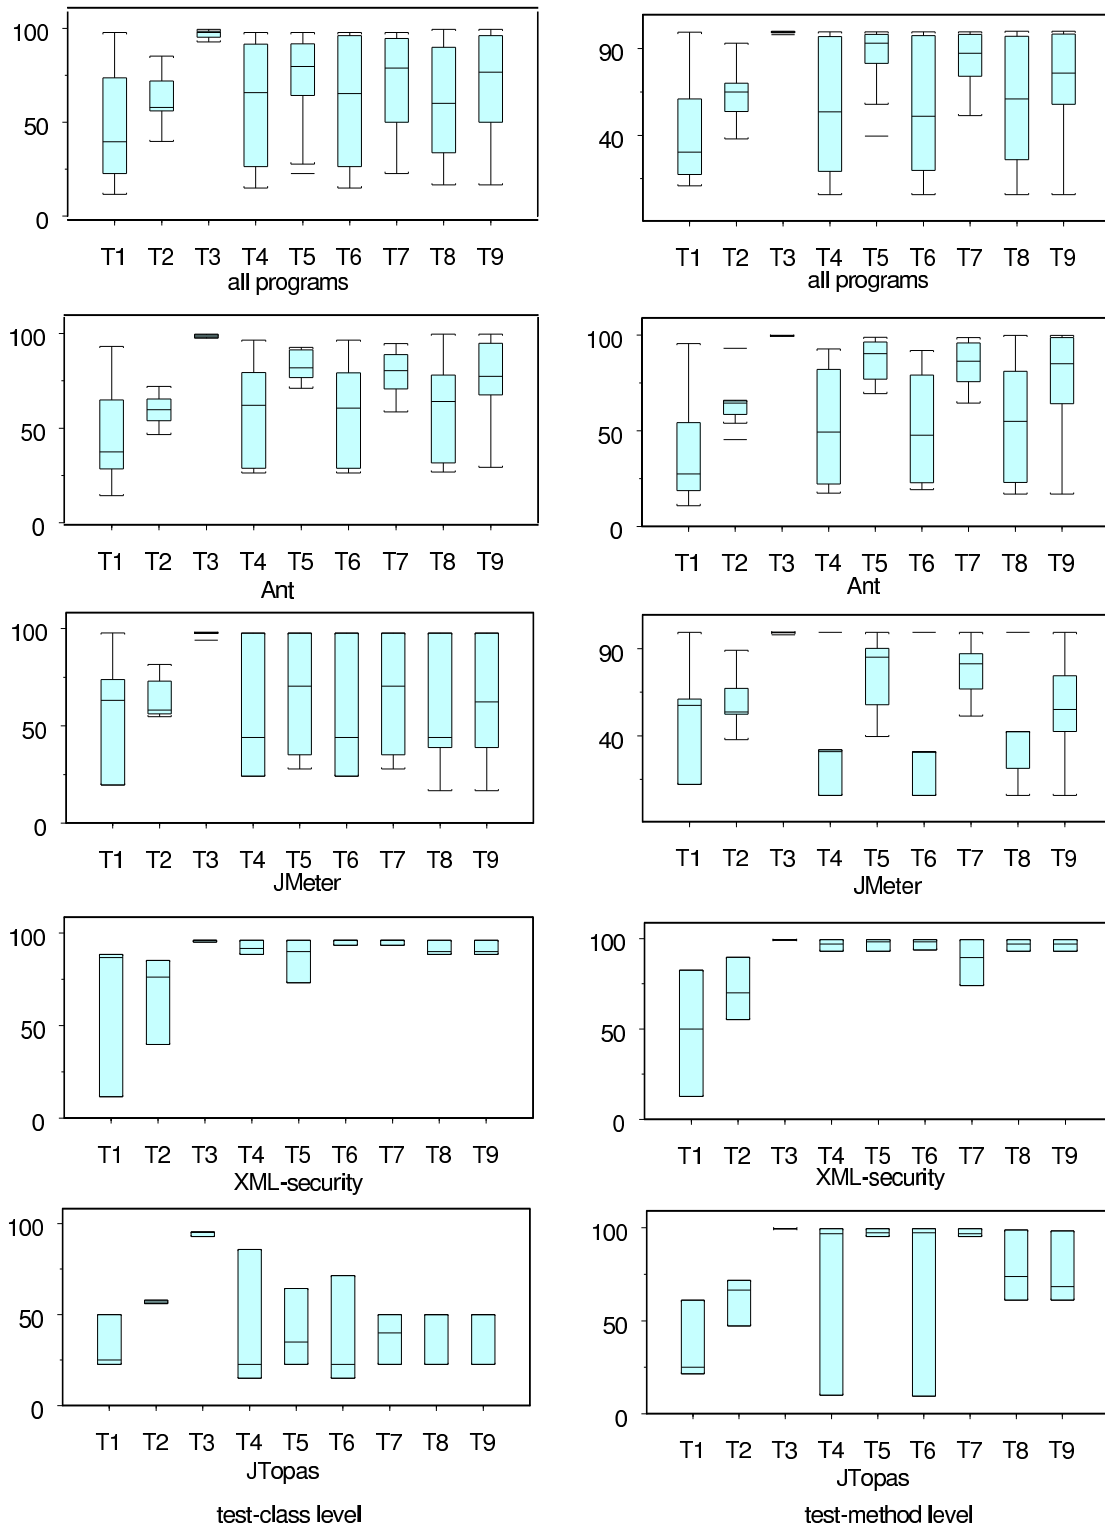 100
50
0
T1 T2 T3 T4 T5 T6 T7 T8 T9
all programs
90
40
T1 T2 T3 T4 T5 T6 T7 T8 T9
all programs
100
50
0
T1 T2 T3 T4 T5 T6 T7 T8 T9
Ant
100
50
0
T1 T2 T3 T4 T5 T6 T7 T8 T9
Ant
100
50
0
T1 T2 T3 T4 T5 T6 T7 T8 T9
JMeter
90
40
T1 T2 T3 T4 T5 T6 T7 T8 T9
JMeter
100
50
0
T1 T2 T3 T4 T5 T6 T7 T8 T9
XML-security
100
50
0
T1 T2 T3 T4 T5 T6 T7 T8 T9
XML-security
100
50
0
T1 T2 T3 T4 T5 T6 T7 T8 T9
JTopas
100
50
0
T1 T2 T3 T4 T5 T6 T7 T8 T9
JTopas
test-class level
test-method level